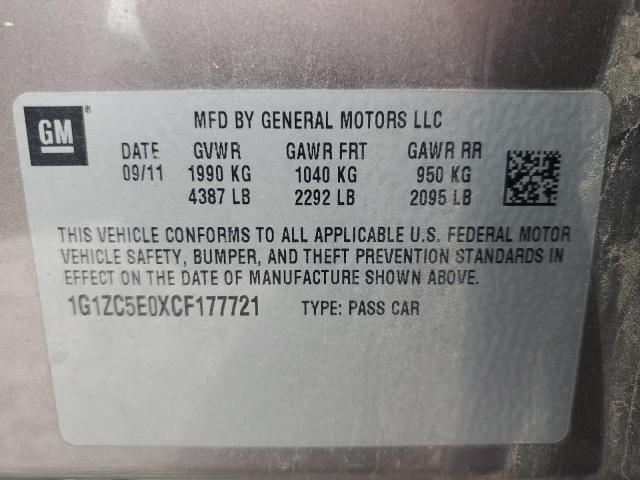 GM®
MFD BY GENERAL MOTORS LLC
DATE GVWR GAWR FRT GAWR RR
09/11 1990 KG 1040 KG 950 KG
4387 LB 2292 LB 2095 LB
THIS VEHICLE CONFORMS TO ALL APPLICABLE U.S. FEDERAL MOTOR
VEHICLE SAFETY, BUMPER, AND THEFT PREVENTION STANDARDS IN
EFFECT ON THE DATE OF MANUFACTURE SHOWN ABOVE.
1G1ZC5E0XCF177721 TYPE: PASS CAR